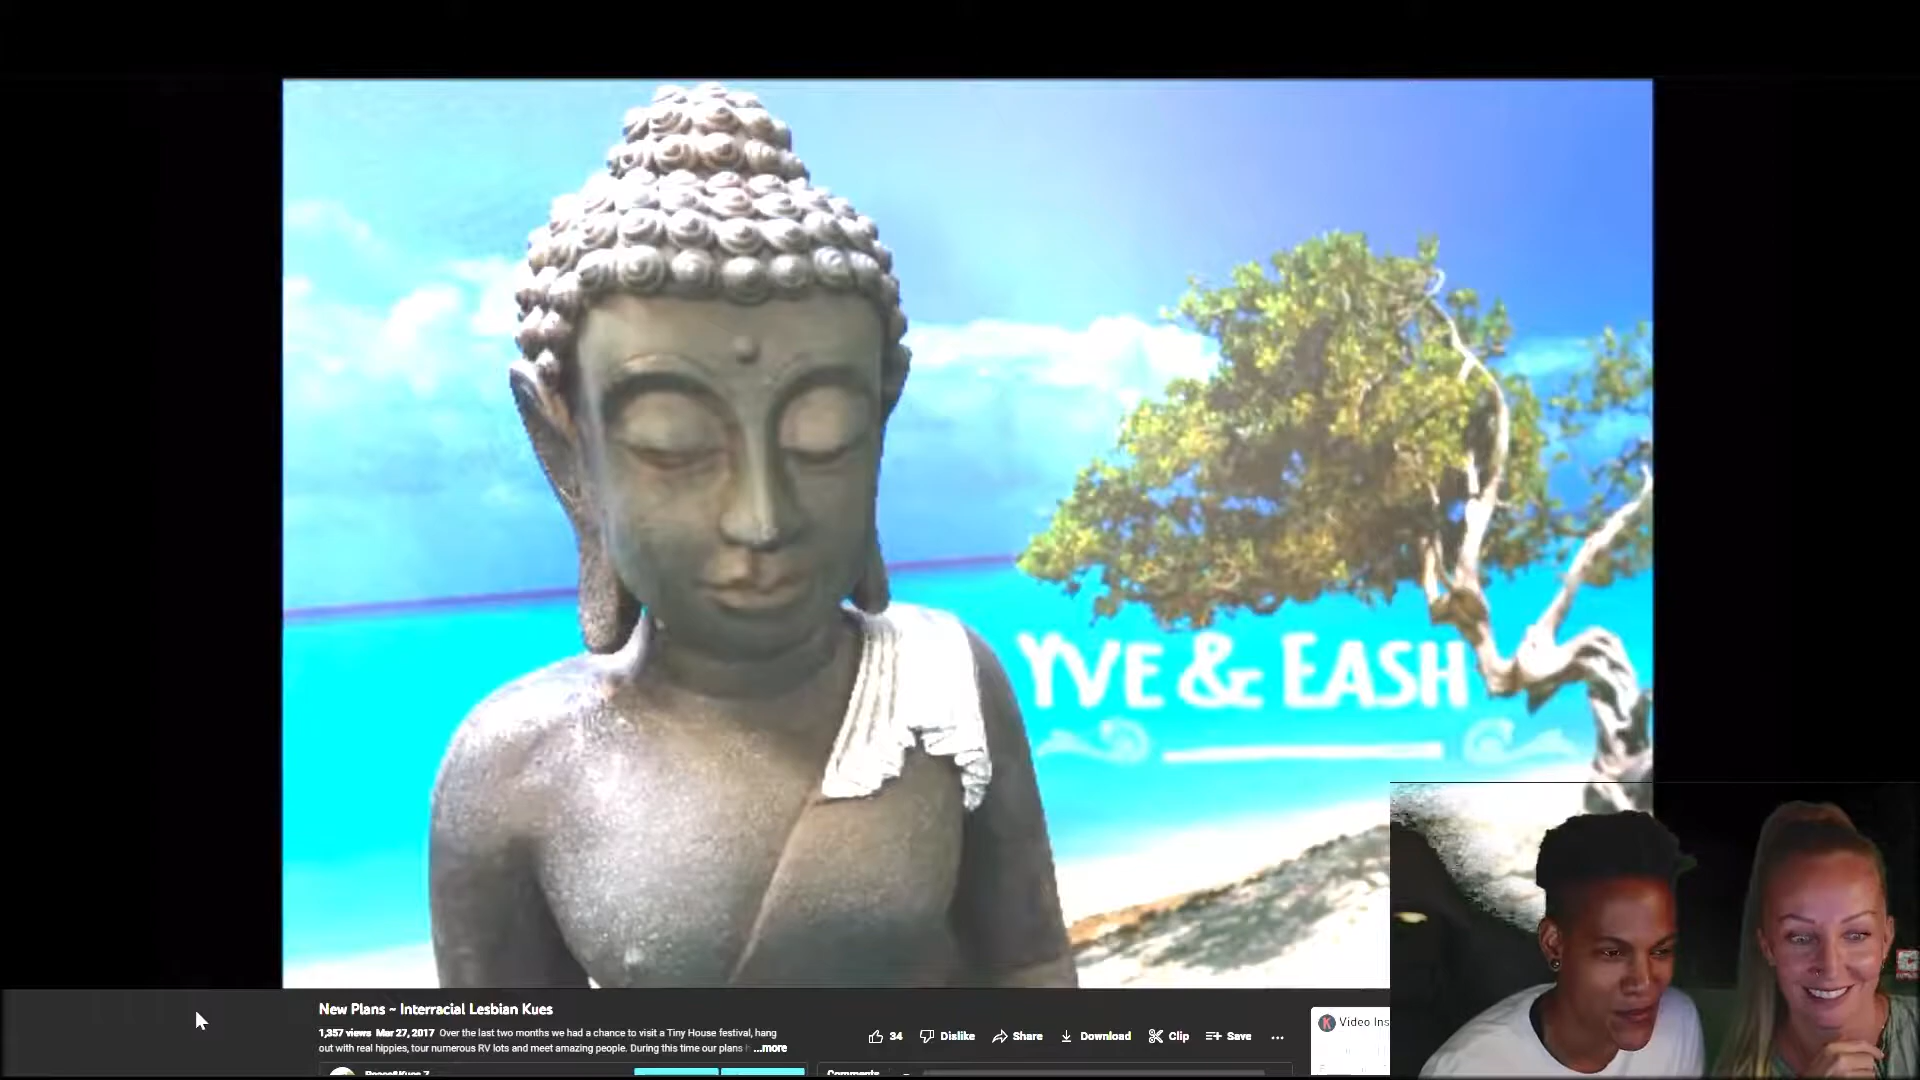 YVE & EASH
New Plans ~ Interracial Lesbian Kues
1,357 views Mar 27, 2017 Over the last two months we had a chance to visit a Tiny House festival, hang
out with real hippies, tour numerous RV lots and meet amazing people. During this time our plans h ...more
34 Dislike Share Download Clip Save ...
K Video Ins
Comments